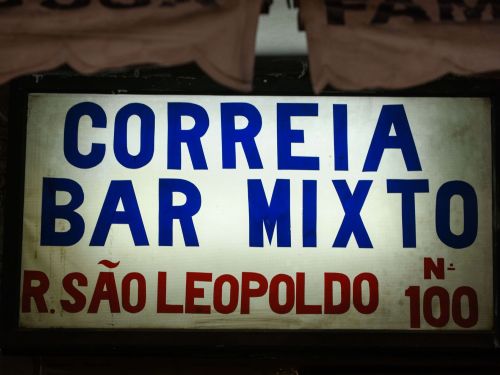 CORREIA
BAR MIXTO
R. SÃO LEOPOLDO Nº 100